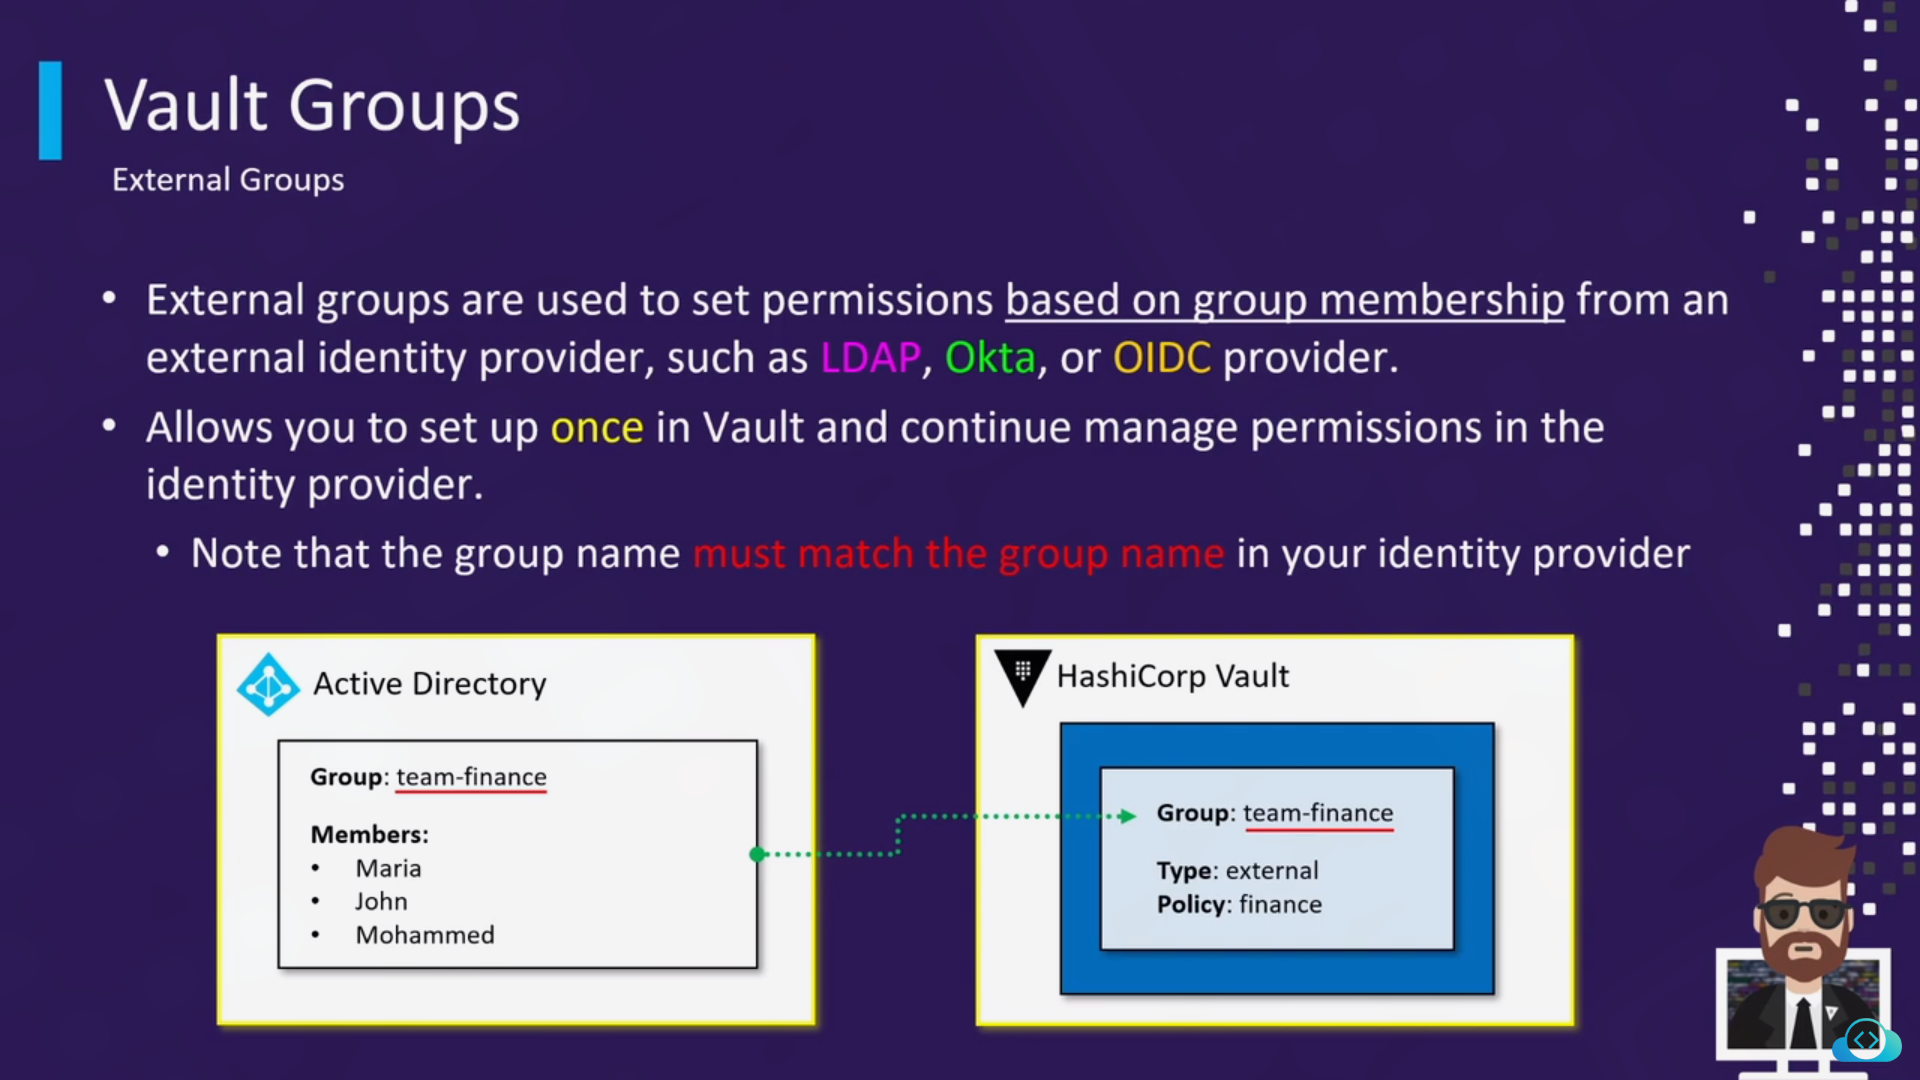 Vault Groups
External Groups
• External groups are used to set permissions based on group membership from an
external identity provider, such as LDAP, Okta, or OIDC provider.
• Allows you to set up once in Vault and continue manage permissions in the
identity provider.
• Note that the group name must match the group name in your identity provider
Active Directory
Group: team-finance
Members:
• Maria
• John
• Mohammed
HashiCorp Vault
Group: team-finance
Type: external
Policy: finance